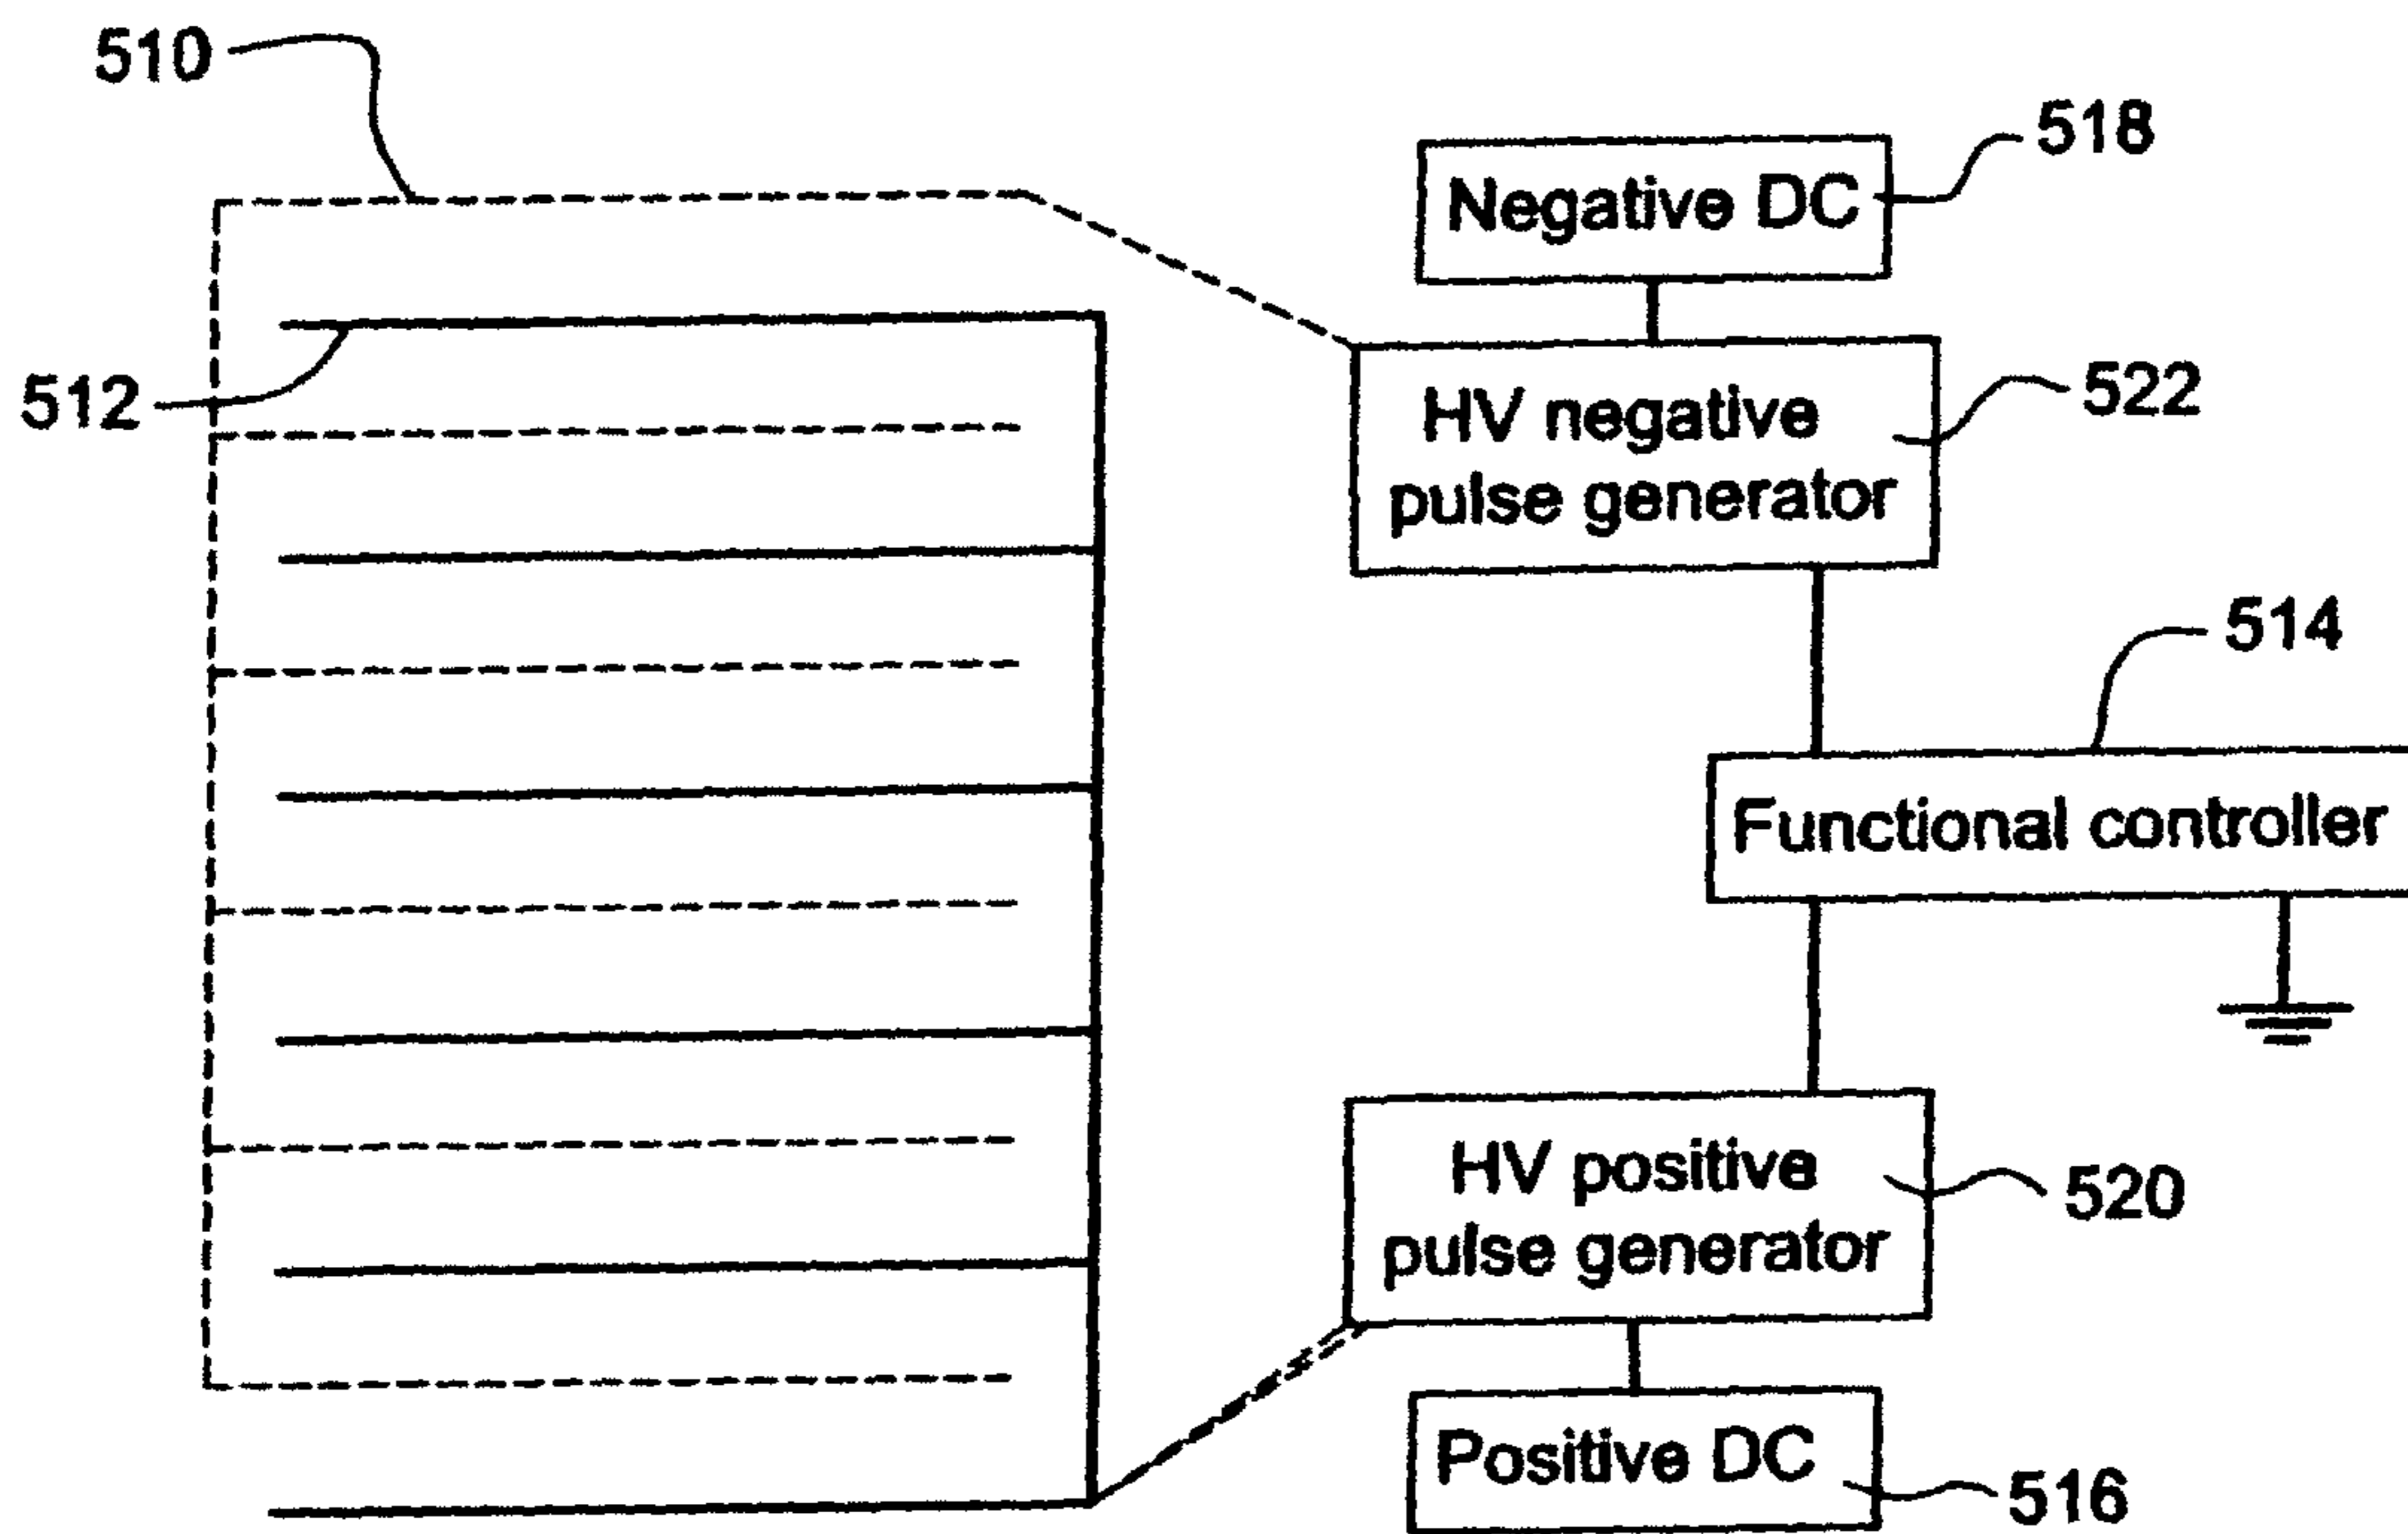 510
518
Negative DC
512
522
HV negative
pulse generator
514
Functional controller
HV positive
pulse generator
520
Positive DC
516